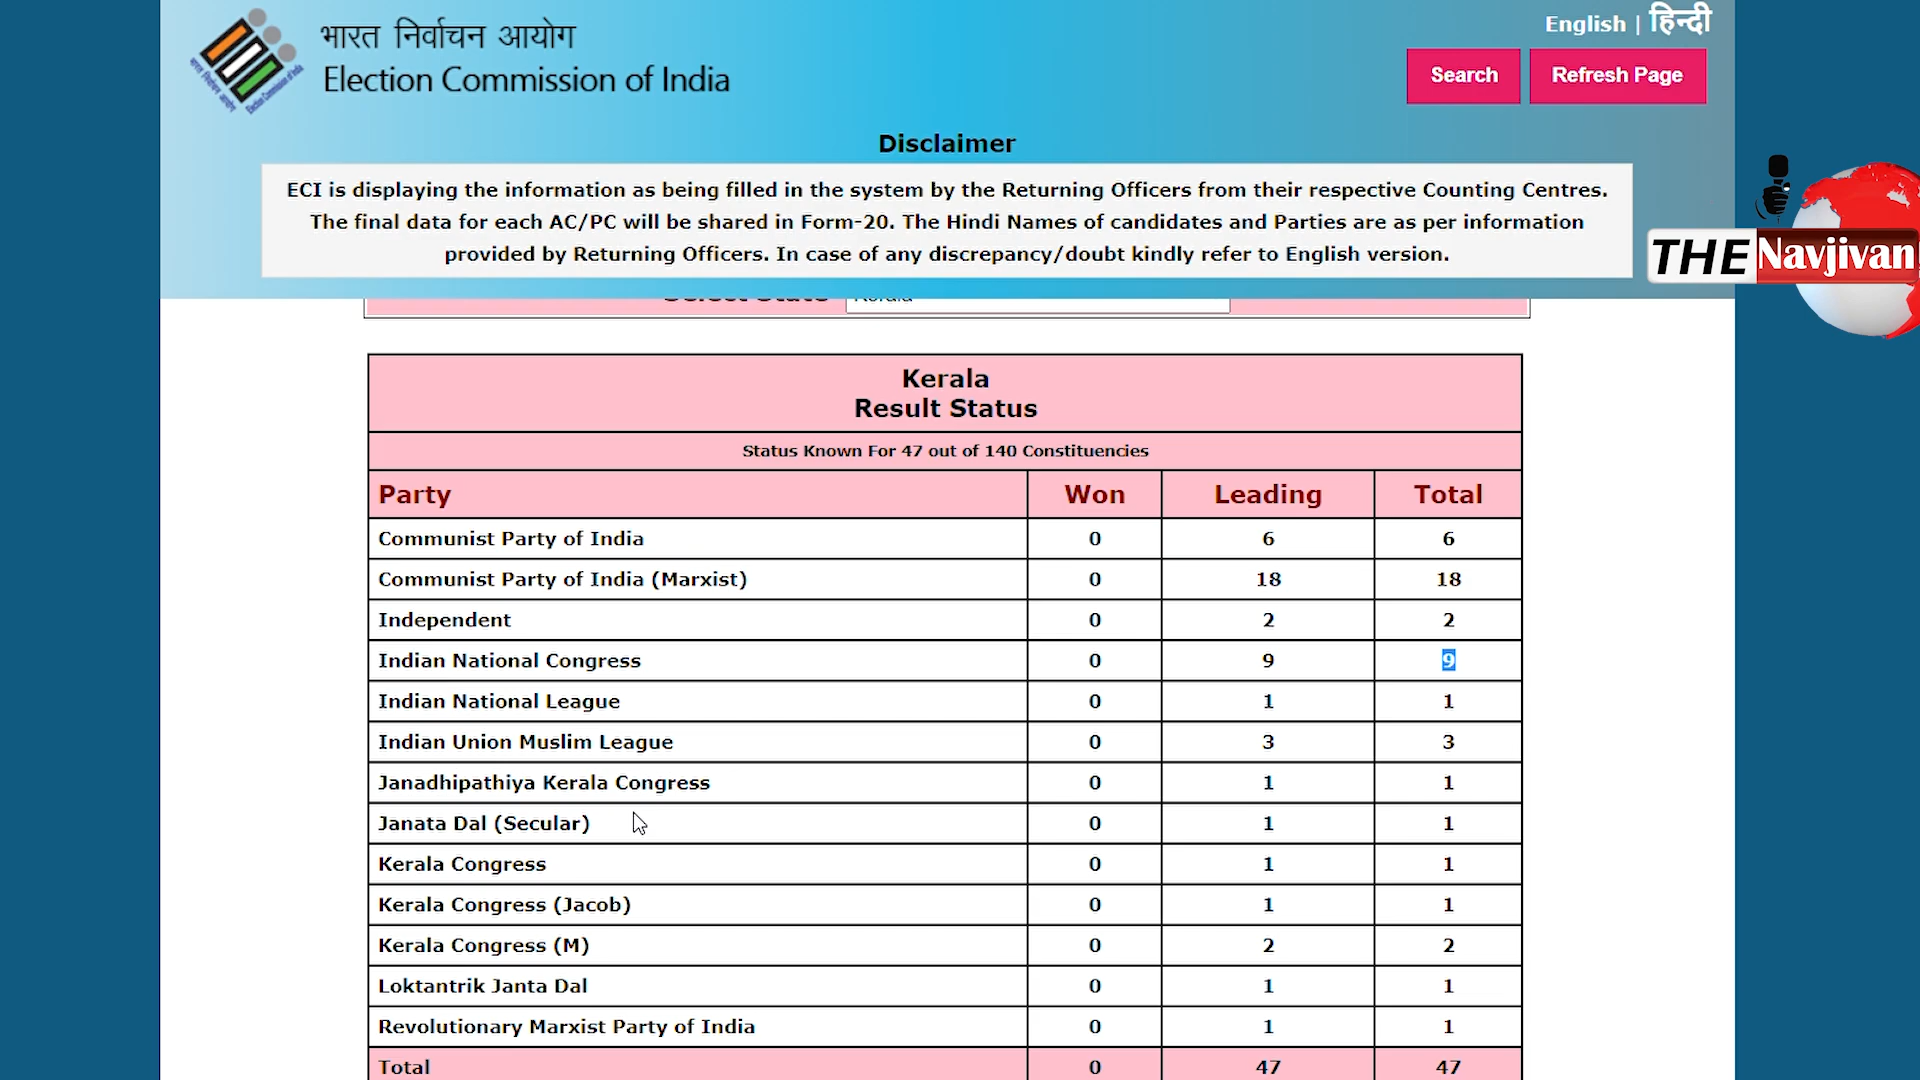 भारत निर्वाचन आयोग
Election Commission of India
English | हिन्दी
Search
Refresh Page
Disclaimer
ECI is displaying the information as being filled in the system by the Returning Officers from their respective Counting Centres.
The final data for each AC/PC will be shared in Form-20. The Hindi Names of candidates and Parties are as per information
provided by Returning Officers. In case of any discrepancy/doubt kindly refer to English version.
THE Navjivan
Select State Kerala
Kerala
Result Status
Status Known For 47 out of 140 Constituencies
Party Won Leading Total
Communist Party of India 0 6 6
Communist Party of India (Marxist) 0 18 18
Independent 0 2 2
Indian National Congress 0 9 9
Indian National League 0 1 1
Indian Union Muslim League 0 3 3
Janadhipathiya Kerala Congress 0 1 1
Janata Dal (Secular) 0 1 1
Kerala Congress 0 1 1
Kerala Congress (Jacob) 0 1 1
Kerala Congress (M) 0 2 2
Loktantrik Janta Dal 0 1 1
Revolutionary Marxist Party of India 0 1 1
Total 0 47 47